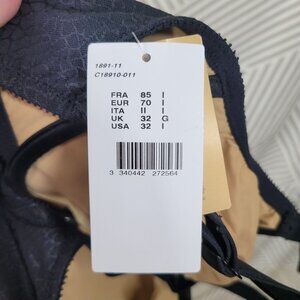 1891-11
C18910-011
FRA 85 I
EUR 70 I
ITA II I
UK 32 G
USA 32 I
3 340442 272564